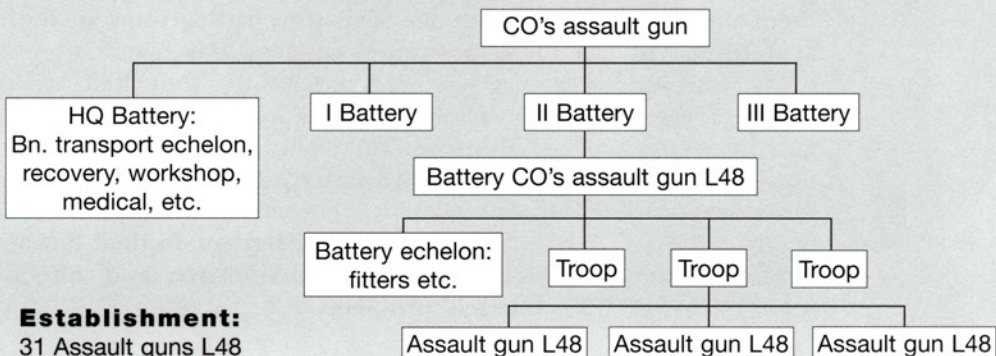 CO's assault gun
HQ Battery:
Bn. transport echelon,
recovery, workshop,
medical, etc.
I Battery
II Battery
III Battery
Battery CO's assault gun L48
Battery echelon:
fitters etc.
Troop
Troop
Troop
Establishment:
31 Assault guns L48
Assault gun L48
Assault gun L48
Assault gun L48